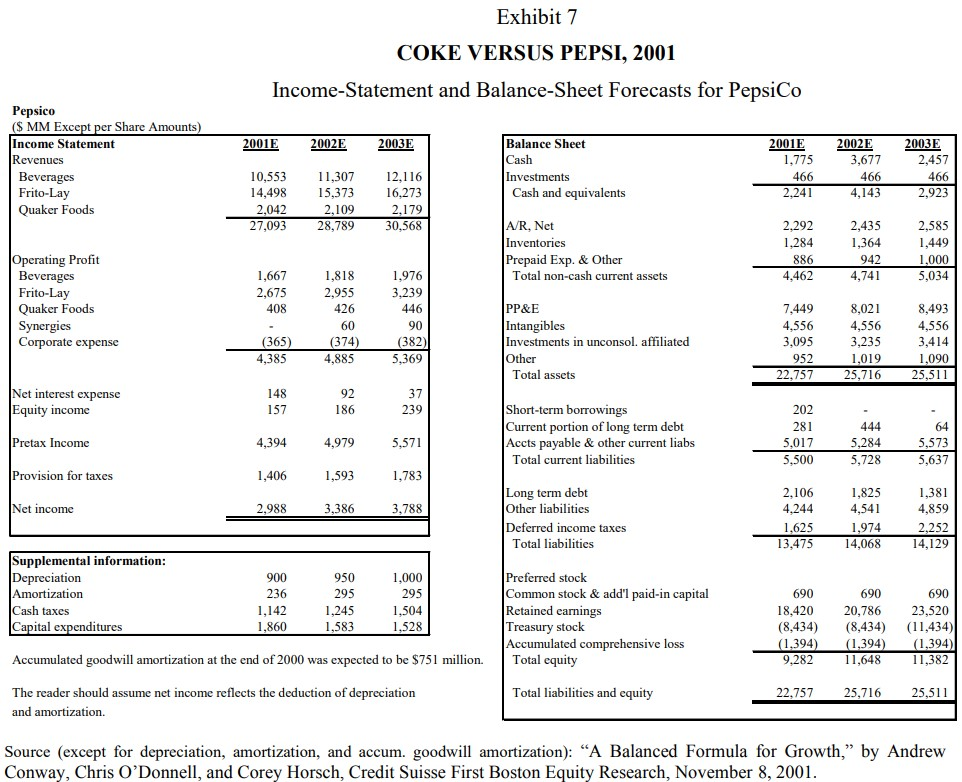 Exhibit 7
COKE VERSUS PEPSI, 2001
Income-Statement and Balance-Sheet Forecasts for PepsiCo
Pepsico
($ MM Except per Share Amounts)
Income Statement 2001E 2002E 2003E
Revenues
Beverages 10,553 11,307 12,116
Frito-Lay 14,498 15,373 16,273
Quaker Foods 2,042 2,109 2,179
27,093 28,789 30,568
Operating Profit
Beverages 1,667 1,818 1,976
Frito-Lay 2,675 2,955 3,239
Quaker Foods 408 426 446
Synergies - 60 90
Corporate expense (365) (374) (382)
4,385 4,885 5,369
Net interest expense 148 92 37
Equity income 157 186 239
Pretax Income 4,394 4,979 5,571
Provision for taxes 1,406 1,593 1,783
Net income 2,988 3,386 3,788
Supplemental information:
Depreciation 900 950 1,000
Amortization 236 295 295
Cash taxes 1,142 1,245 1,504
Capital expenditures 1,860 1,583 1,528
Accumulated goodwill amortization at the end of 2000 was expected to be $751 million.
The reader should assume net income reflects the deduction of depreciation
and amortization.
Balance Sheet 2001E 2002E 2003E
Cash 1,775 3,677 2,457
Investments 466 466 466
Cash and equivalents 2,241 4,143 2,923
A/R, Net 2,292 2,435 2,585
Inventories 1,284 1,364 1,449
Prepaid Exp. & Other 886 942 1,000
Total non-cash current assets 4,462 4,741 5,034
PP&E 7,449 8,021 8,493
Intangibles 4,556 4,556 4,556
Investments in unconsol. affiliated 3,095 3,235 3,414
Other 952 1,019 1,090
Total assets 22,757 25,716 25,511
Short-term borrowings 202 - -
Current portion of long term debt 281 444 64
Accts payable & other current liabs 5,017 5,284 5,573
Total current liabilities 5,500 5,728 5,637
Long term debt 2,106 1,825 1,381
Other liabilities 4,244 4,541 4,859
Deferred income taxes 1,625 1,974 2,252
Total liabilities 13,475 14,068 14,129
Preferred stock
Common stock & add'l paid-in capital 690 690 690
Retained earnings 18,420 20,786 23,520
Treasury stock (8,434) (8,434) (11,434)
Accumulated comprehensive loss (1,394) (1,394) (1,394)
Total equity 9,282 11,648 11,382
Total liabilities and equity 22,757 25,716 25,511
Source (except for depreciation, amortization, and accum. goodwill amortization): “A Balanced Formula for Growth,” by Andrew
Conway, Chris O’Donnell, and Corey Horsch, Credit Suisse First Boston Equity Research, November 8, 2001.